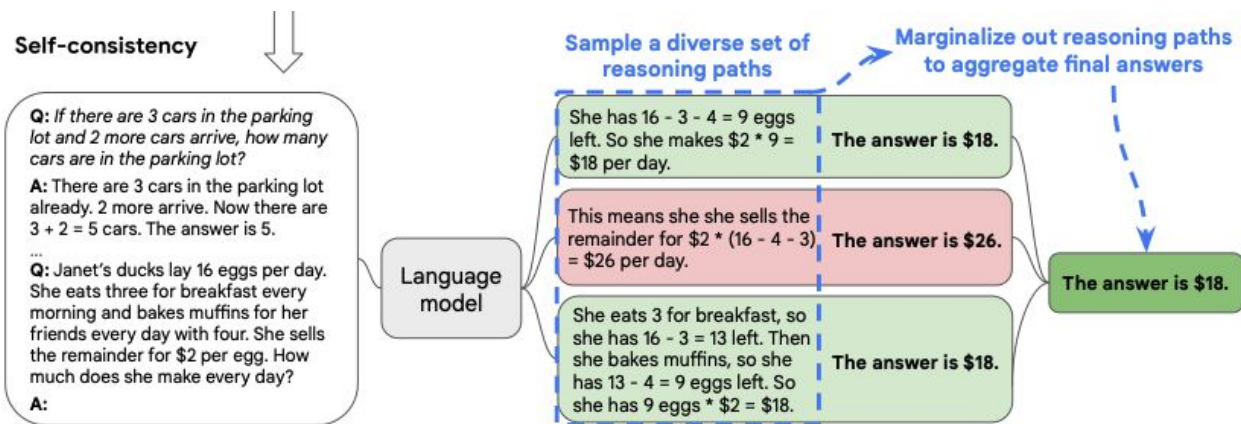 Self-consistency
Sample a diverse set of
reasoning paths
Marginalize out reasoning paths
to aggregate final answers
Q: If there are 3 cars in the parking
lot and 2 more cars arrive, how many
cars are in the parking lot?
A: There are 3 cars in the parking lot
already. 2 more arrive. Now there are
3 + 2 = 5 cars. The answer is 5.
...
Q: Janet's ducks lay 16 eggs per day.
She eats three for breakfast every
morning and bakes muffins for her
friends every day with four. She sells
the remainder for $2 per egg. How
much does she make every day?
A:
Language
model
She has 16 - 3 - 4 = 9 eggs
left. So she makes $2 * 9 =
$18 per day.
The answer is $18.
This means she she sells the
remainder for $2 * (16 - 4 - 3)
= $26 per day.
The answer is $26.
She eats 3 for breakfast, so
she has 16 - 3 = 13 left. Then
she bakes muffins, so she
has 13 - 4 = 9 eggs left. So
she has 9 eggs * $2 = $18.
The answer is $18.
The answer is $18.